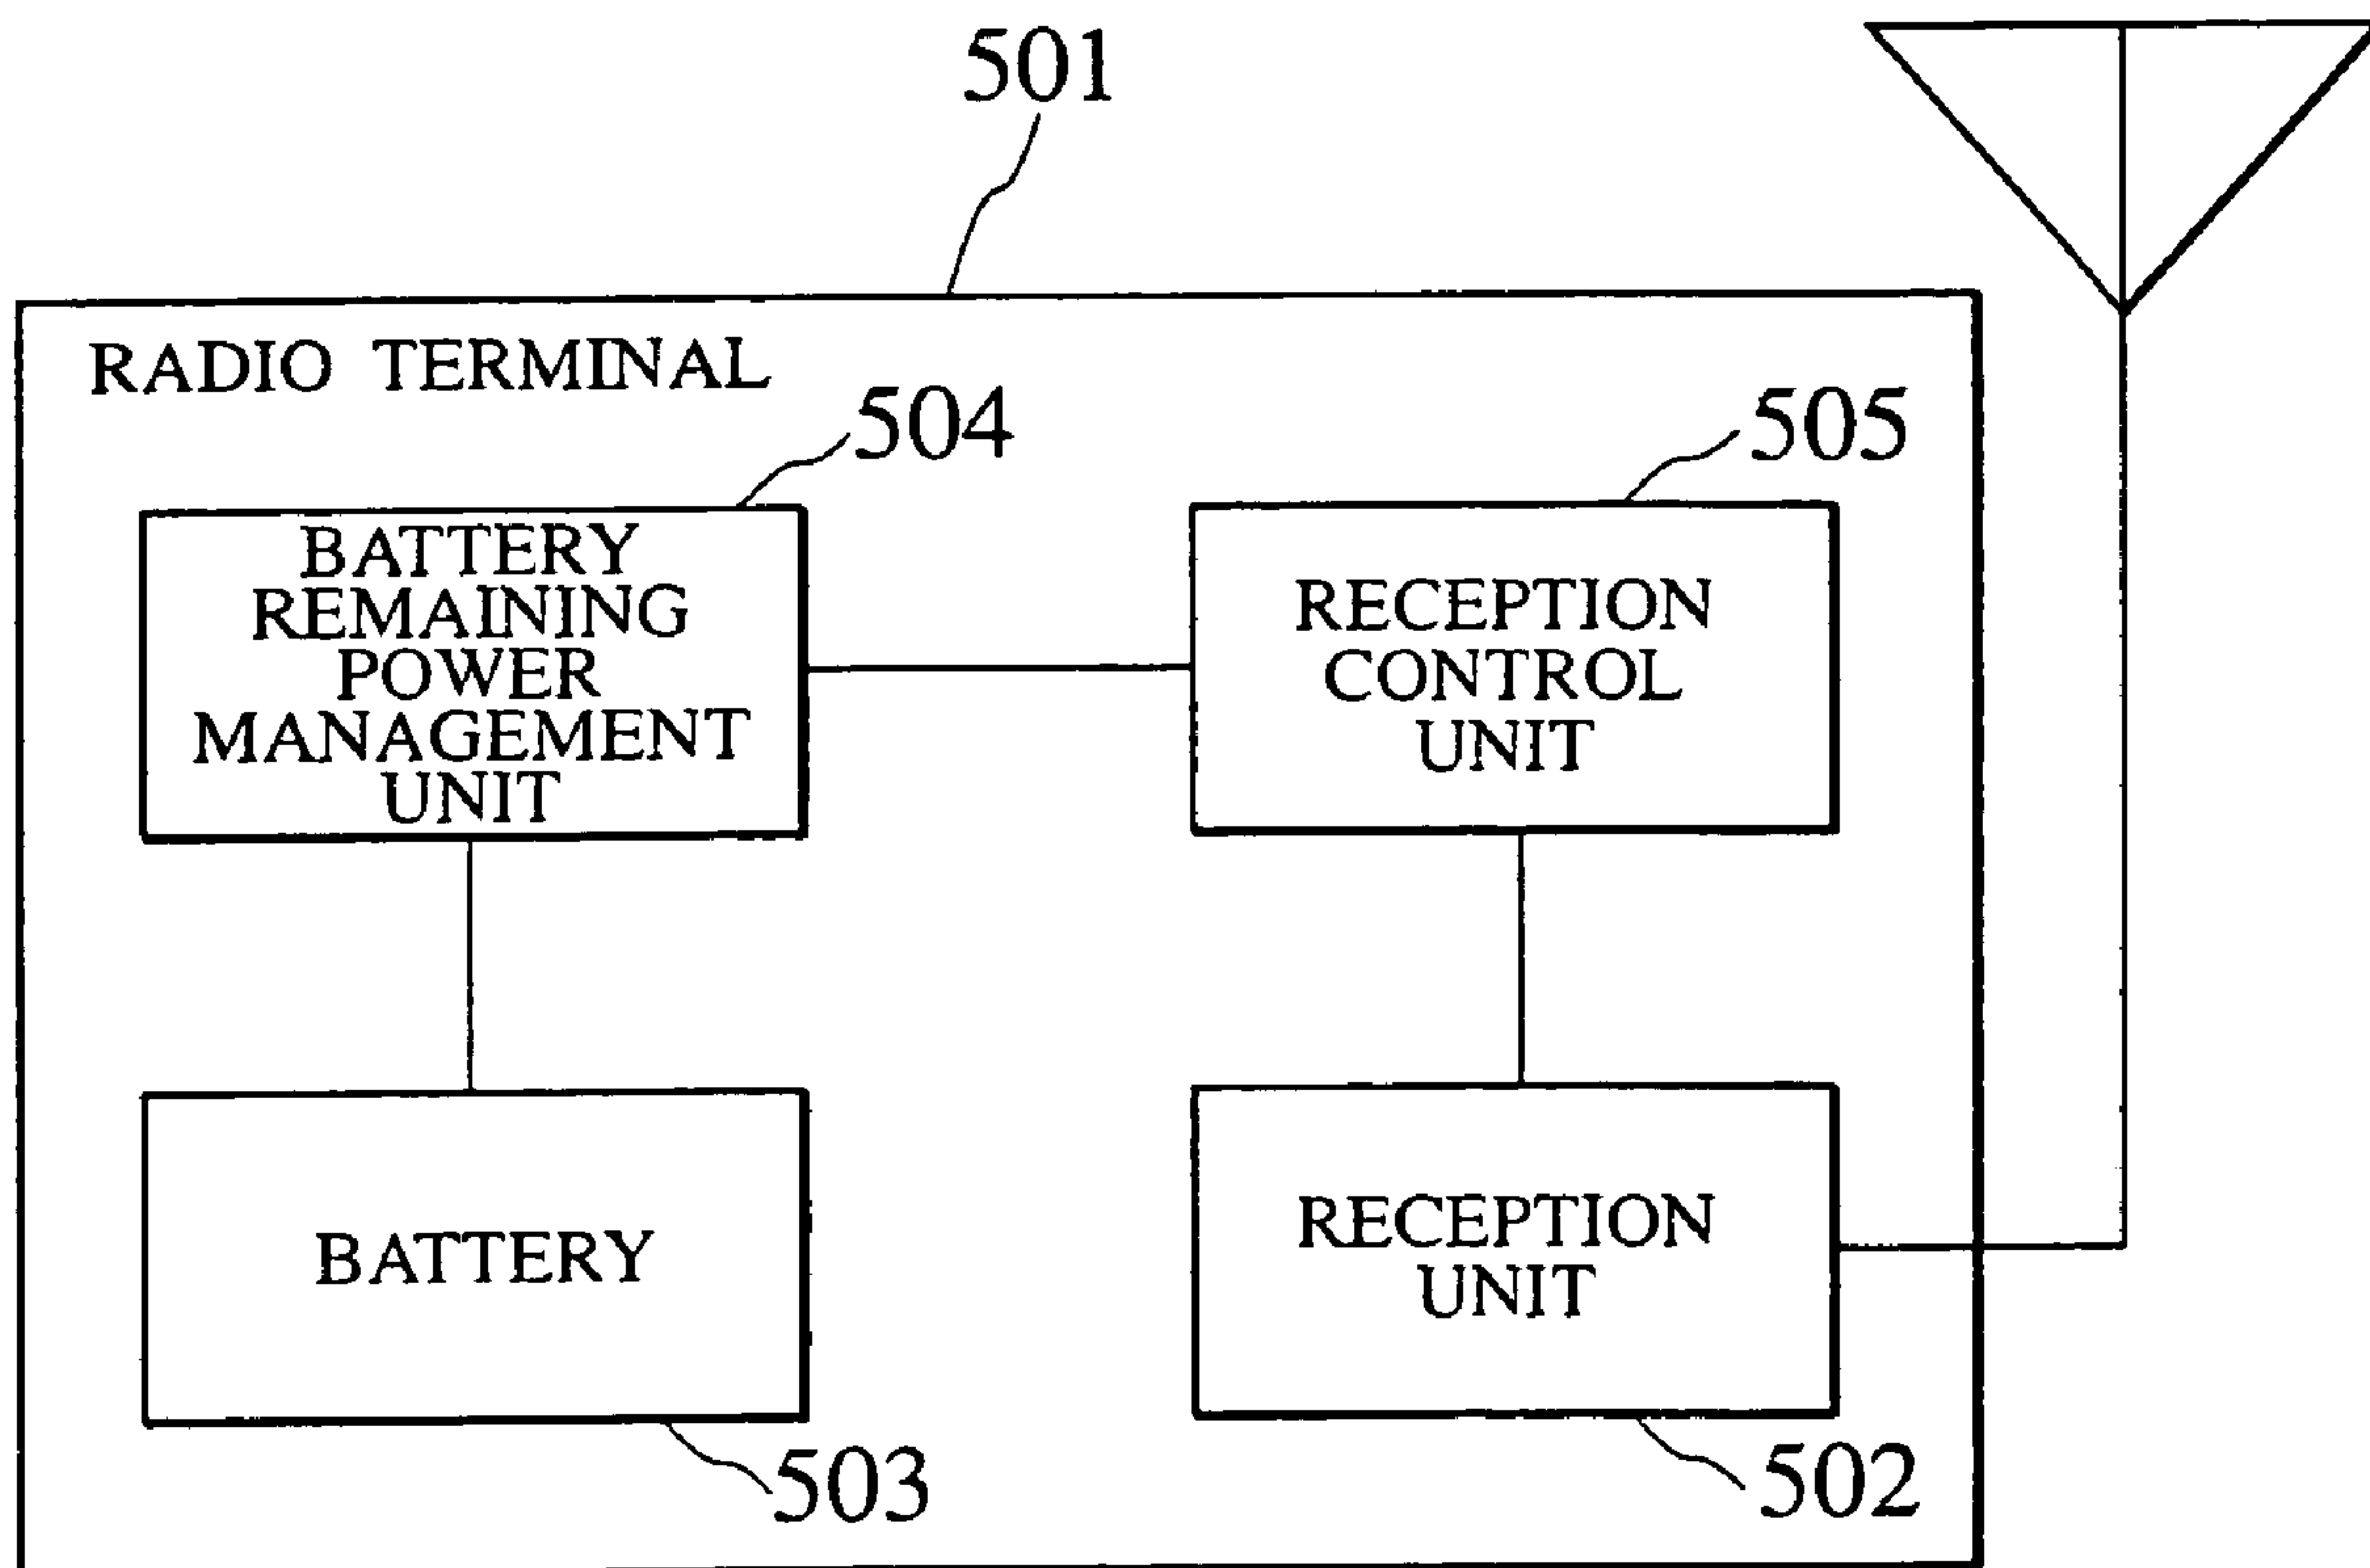 501
RADIO TERMINAL
504
505
BATTERY
REMAINING
POWER
MANAGEMENT
UNIT
RECEPTION
CONTROL
UNIT
BATTERY
RECEPTION
UNIT
503
502